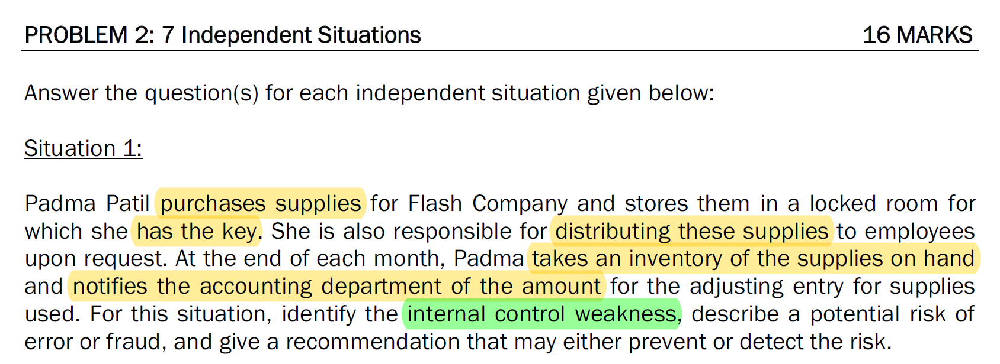 PROBLEM 2: 7 Independent Situations 16 MARKS
Answer the question(s) for each independent situation given below:
Situation 1:
Padma Patil purchases supplies for Flash Company and stores them in a locked room for
which she has the key. She is also responsible for distributing these supplies to employees
upon request. At the end of each month, Padma takes an inventory of the supplies on hand
and notifies the accounting department of the amount for the adjusting entry for supplies
used. For this situation, identify the internal control weakness, describe a potential risk of
error or fraud, and give a recommendation that may either prevent or detect the risk.